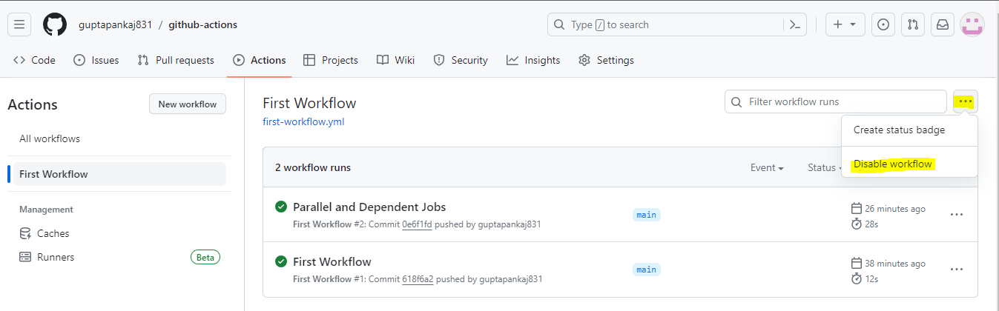 guptapankaj831 / github-actions
Type / to search
Code Issues Pull requests Actions Projects Wiki Security Insights Settings
Actions
New workflow
All workflows
First Workflow
Management
Caches
Runners Beta
First Workflow
first-workflow.yml
Filter workflow runs
...
Create status badge
Disable workflow
2 workflow runs
Event
Status
Parallel and Dependent Jobs
First Workflow #2: Commit 0e6f1fd pushed by guptapankaj831
main
26 minutes ago
28s
First Workflow
First Workflow #1: Commit 618f6a2 pushed by guptapankaj831
main
38 minutes ago
12s